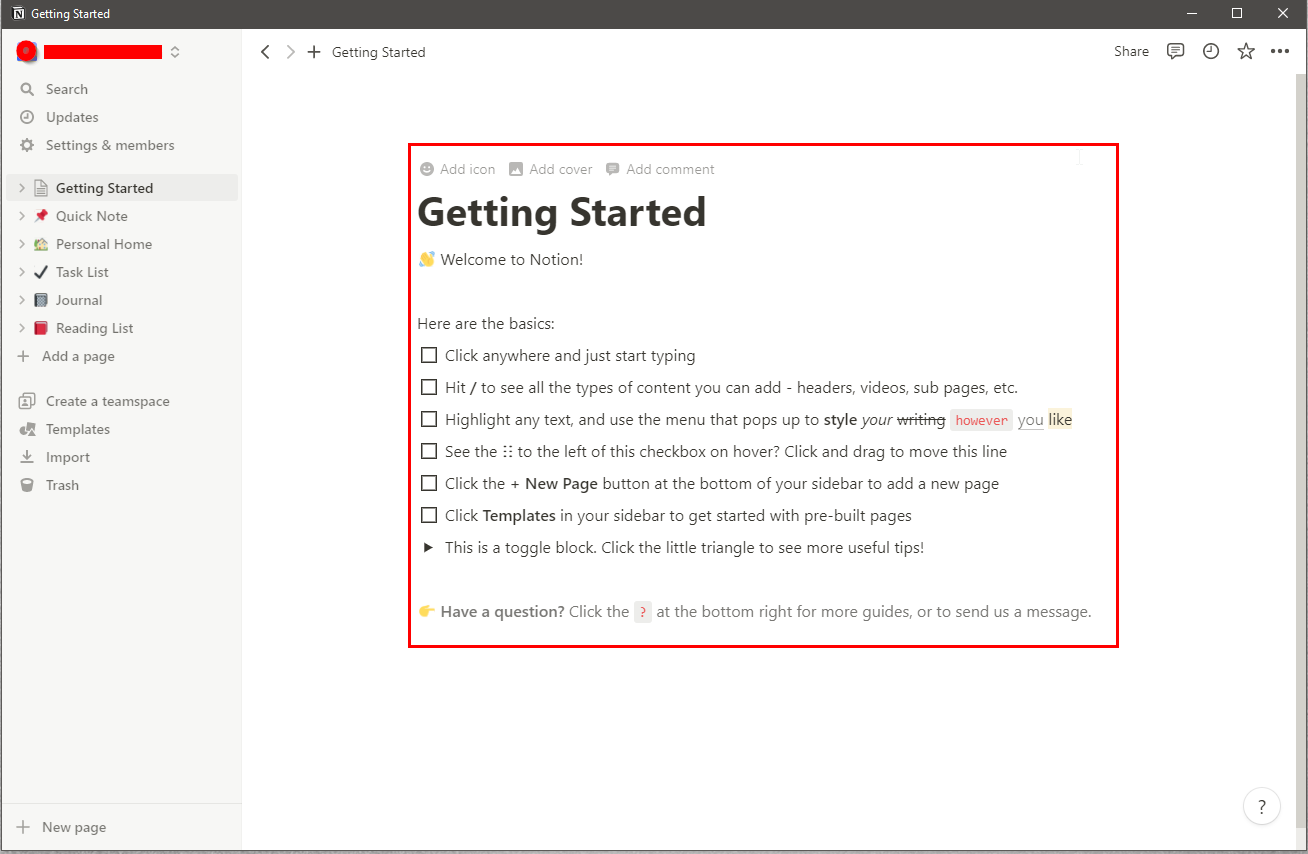 Getting Started
Search
Updates
Settings & members
Getting Started
Quick Note
Personal Home
Task List
Journal
Reading List
Add a page
Create a teamspace
Templates
Import
Trash
New page
Getting Started
Share
Add icon Add cover Add comment
Getting Started
👋 Welcome to Notion!
Here are the basics:
Click anywhere and just start typing
Hit / to see all the types of content you can add - headers, videos, sub pages, etc.
Highlight any text, and use the menu that pops up to style your writing however you like
See the ⋮⋮ to the left of this checkbox on hover? Click and drag to move this line
Click the + New Page button at the bottom of your sidebar to add a new page
Click Templates in your sidebar to get started with pre-built pages
This is a toggle block. Click the little triangle to see more useful tips!
👉 Have a question? Click the ? at the bottom right for more guides, or to send us a message.
?